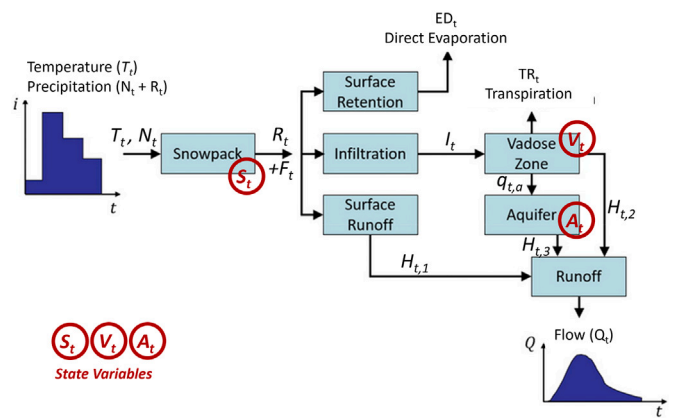 ED_t
Direct Evaporation
Temperature (T_t)
Precipitation (N_t + R_t)
TR_t
Transpiration
i
Surface
Retention
T_t, N_t
Snowpack
S_t
R_t
+F_t
Infiltration
I_t
Vadose
Zone
V_t
q_t,a
t
Surface
Runoff
Aquifer
A_t
H_t,2
H_t,3
H_t,1
Runoff
S_t V_t A_t
State Variables
Flow (Q_t)
Q
t